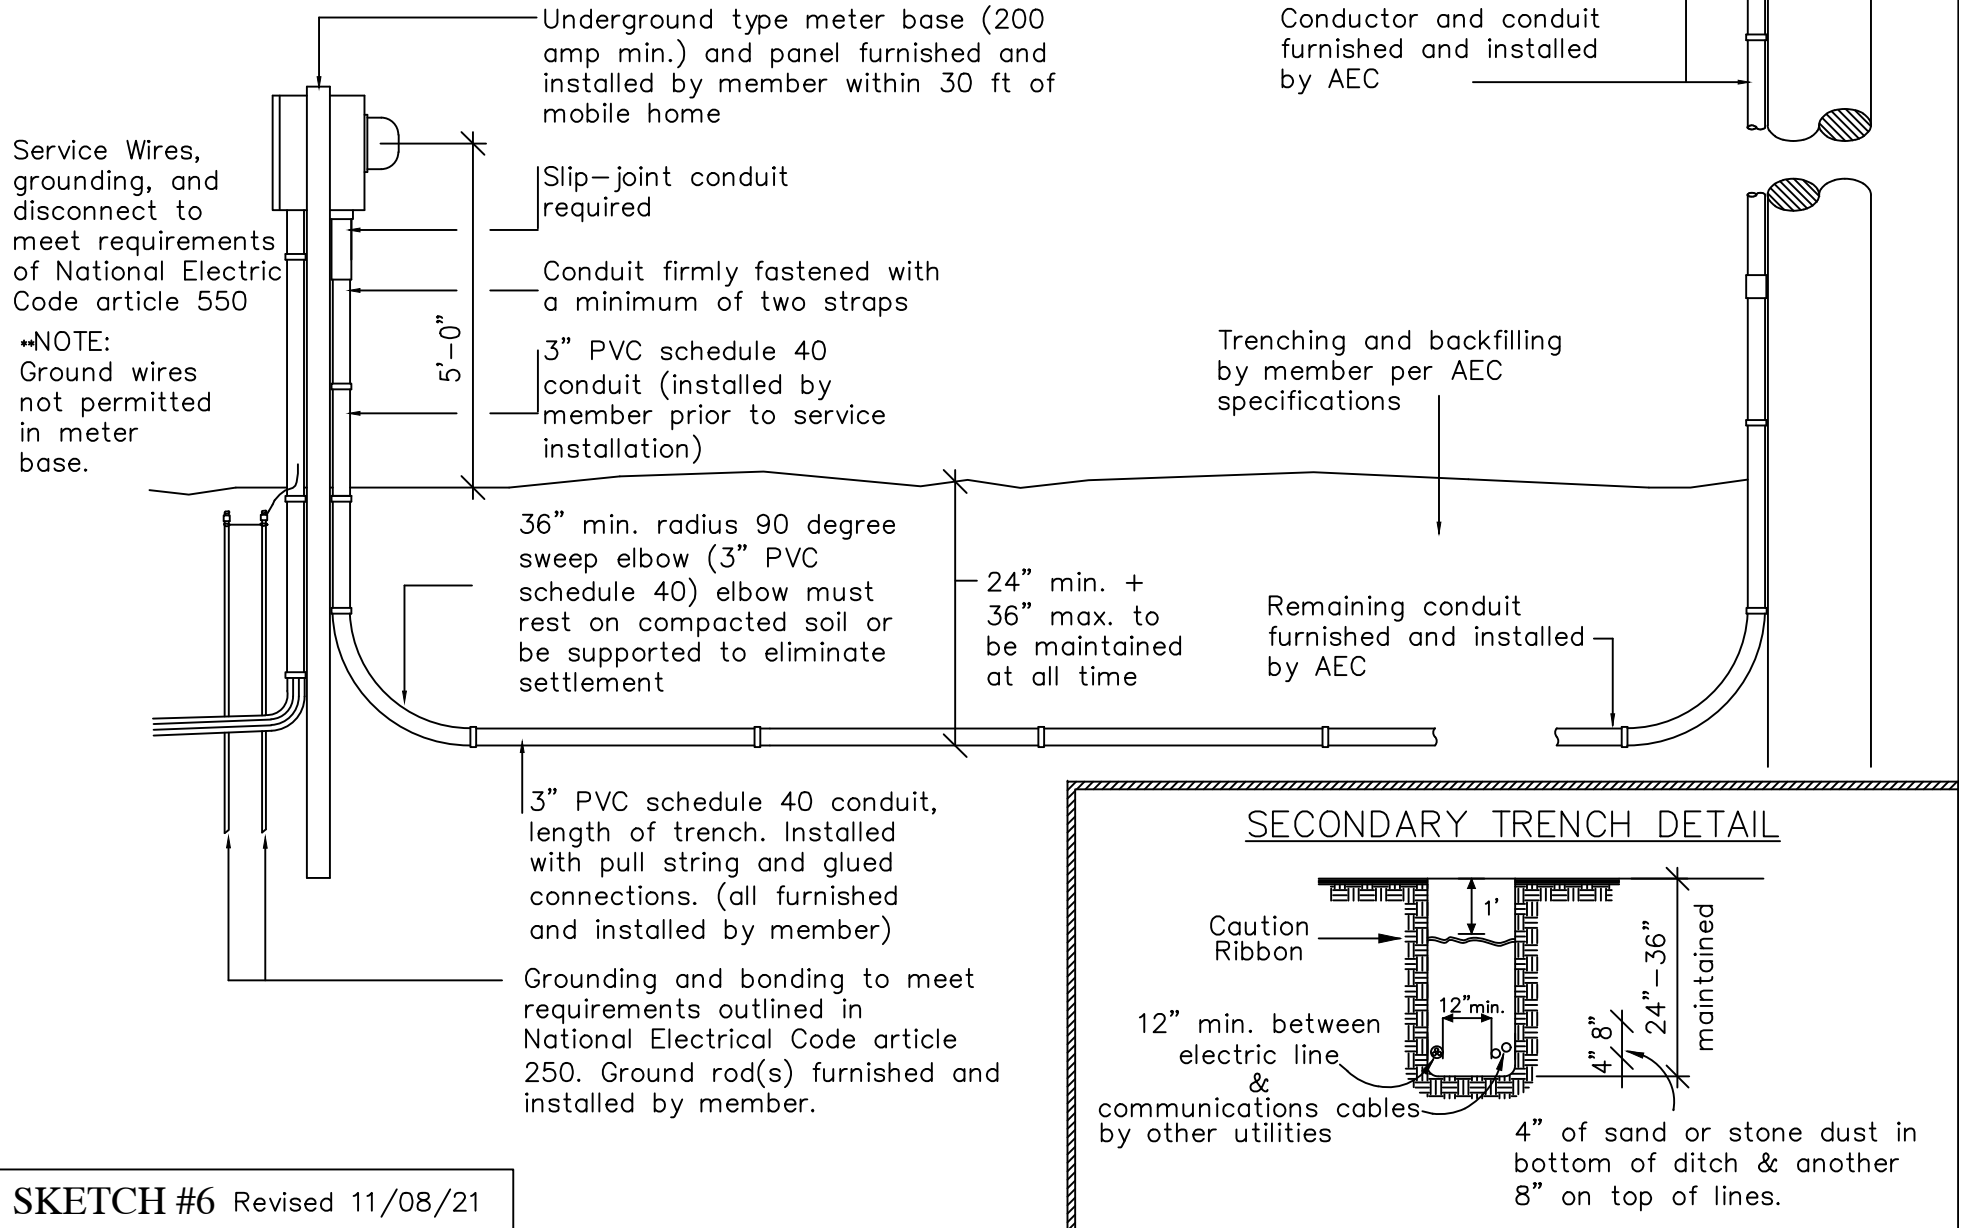 Underground type meter base (200
amp min.) and panel furnished and
installed by member within 30 ft of
mobile home
Conductor and conduit
furnished and installed
by AEC
Service Wires,
grounding, and
disconnect to
meet requirements
of National Electric
Code article 550
**NOTE:
Ground wires
not permitted
in meter
base.
Slip-joint conduit
required
Conduit firmly fastened with
a minimum of two straps
3" PVC schedule 40
conduit (installed by
member prior to service
installation)
5'-0"
Trenching and backfilling
by member per AEC
specifications
36" min. radius 90 degree
sweep elbow (3" PVC
schedule 40) elbow must
rest on compacted soil or
be supported to eliminate
settlement
24" min. +
36" max. to
be maintained
at all time
Remaining conduit
furnished and installed
by AEC
3" PVC schedule 40 conduit,
length of trench. Installed
with pull string and glued
connections. (all furnished
and installed by member)
Grounding and bonding to meet
requirements outlined in
National Electrical Code article
250. Ground rod(s) furnished and
installed by member.
SECONDARY TRENCH DETAIL
1'
Caution
Ribbon
12"min.
12" min. between
electric line
&
communications cables
by other utilities
4" 8"
24"-36"
maintained
4" of sand or stone dust in
bottom of ditch & another
8" on top of lines.
SKETCH #6 Revised 11/08/21